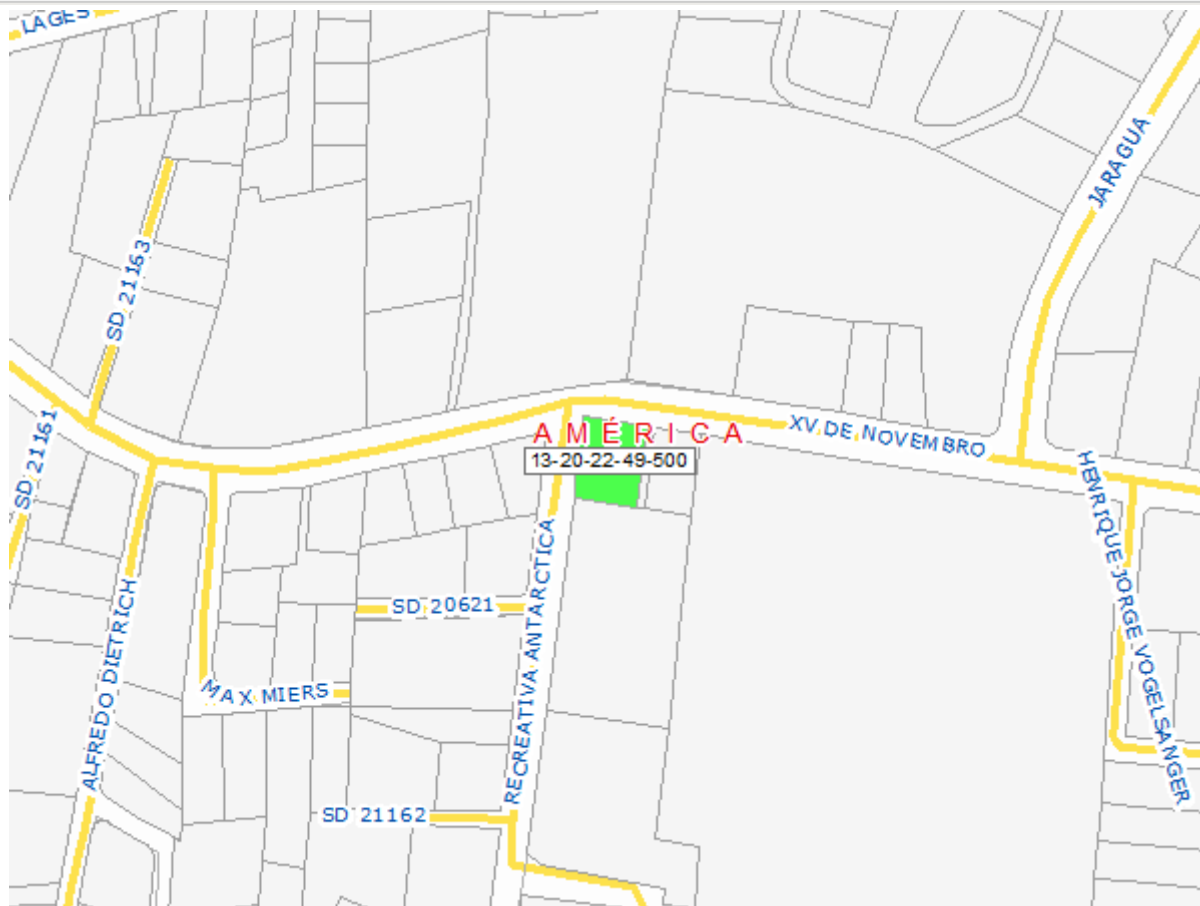 LAGES
JARAGUA
SD 21163
XV DE NOVEMBRO
AMÉRICA
13-20-22-49-500
SD 21161
HENRIQUE JORGE VOGELSANGER
RECREATIVA ANTARCTICA
ALFREDO DIETRICH
SD 20621
MAX MIERS
SD 21162